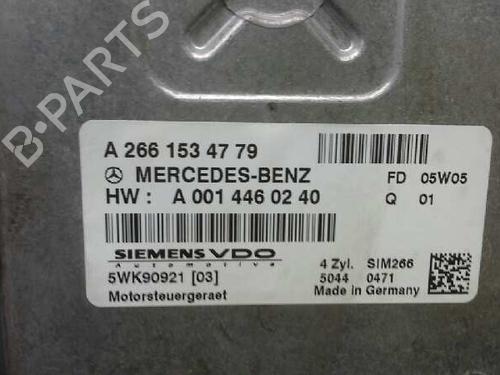 B-PARTS
A 266 153 47 79
MERCEDES-BENZ FD 05W05
HW : A 001 446 02 40 Q 01
SIEMENS VDO
Automotive
5WK90921 [03] 4 Zyl. SIM266
5044 0471
Motorsteuergeraet Made in Germany